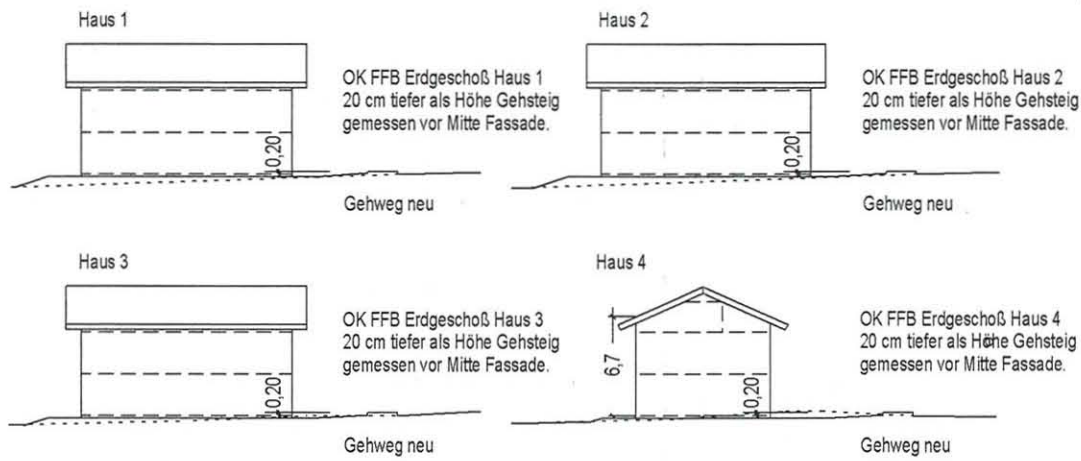 Haus 1
OK FFB Erdgeschoß Haus 1
20 cm tiefer als Höhe Gehsteig
gemessen vor Mitte Fassade.
0,20
Gehweg neu
Haus 2
OK FFB Erdgeschoß Haus 2
20 cm tiefer als Höhe Gehsteig
gemessen vor Mitte Fassade.
0,20
Gehweg neu
Haus 3
OK FFB Erdgeschoß Haus 3
20 cm tiefer als Höhe Gehsteig
gemessen vor Mitte Fassade.
0,20
Gehweg neu
Haus 4
OK FFB Erdgeschoß Haus 4
20 cm tiefer als Höhe Gehsteig
gemessen vor Mitte Fassade.
6,7
0,20
Gehweg neu